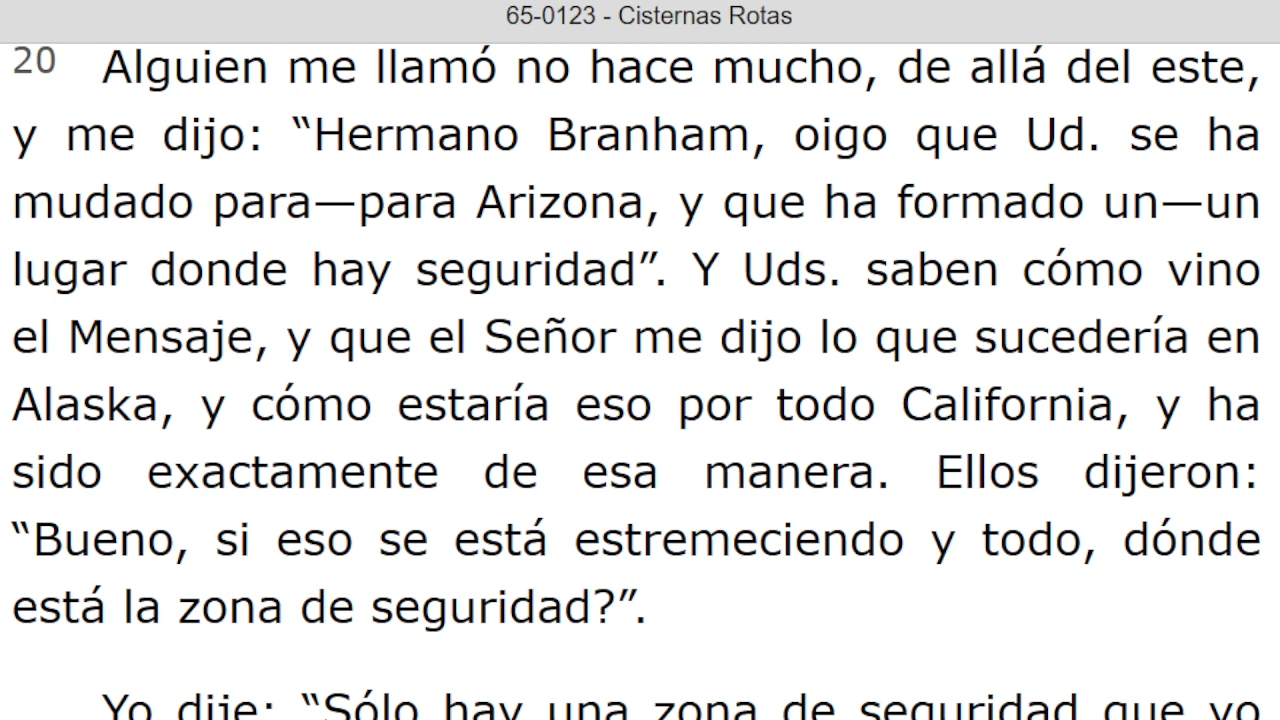 65-0123 - Cisternas Rotas
20 Alguien me llamó no hace mucho, de allá del este,
y me dijo: “Hermano Branham, oigo que Ud. se ha
mudado para—para Arizona, y que ha formado un—un
lugar donde hay seguridad”. Y Uds. saben cómo vino
el Mensaje, y que el Señor me dijo lo que sucedería en
Alaska, y cómo estaría eso por todo California, y ha
sido exactamente de esa manera. Ellos dijeron:
“Bueno, si eso se está estremeciendo y todo, dónde
está la zona de seguridad?”.
Yo dije: “Sólo hay una zona de seguridad que yo